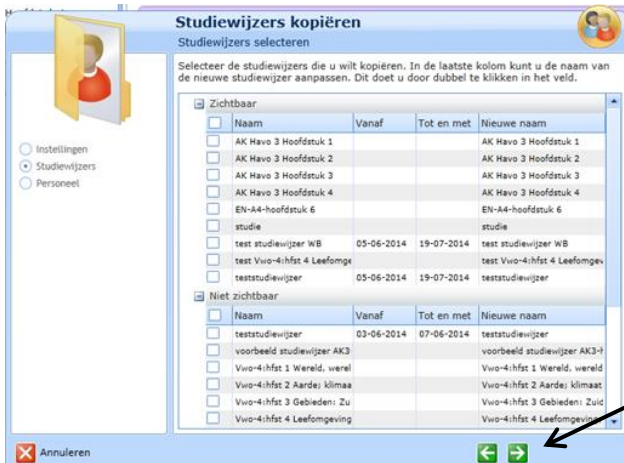 Studiewijzers kopiëren
Studiewijzers selecteren
Selecteer de studiewijzers die u wilt kopiëren. In de laatste kolom kunt u de naam van
de nieuwe studiewijzer aanpassen. Dit doet u door dubbel te klikken in het veld.
Instellingen
Studiewijzers
Personeel
Zichtbaar
Naam Vanaf Tot en met Nieuwe naam
AK Havo 3 Hoofdstuk 1 AK Havo 3 Hoofdstuk 1
AK Havo 3 Hoofdstuk 2 AK Havo 3 Hoofdstuk 2
AK Havo 3 Hoofdstuk 3 AK Havo 3 Hoofdstuk 3
AK Havo 3 Hoofdstuk 4 AK Havo 3 Hoofdstuk 4
EN-A4-hoofdstuk 6 EN-A4-hoofdstuk 6
studie studie
test studiewijzer WB 05-06-2014 19-07-2014 test studiewijzer WB
test Vwo-4:hfst 4 Leefomge test Vwo-4:hfst 4 Leefomgev
teststudiewijzer 05-06-2014 19-07-2014 teststudiewijzer
Niet zichtbaar
Naam Vanaf Tot en met Nieuwe naam
teststudiewijzer 03-06-2014 07-06-2014 teststudiewijzer
voorbeeld studiewijzer AK3- voorbeeld studiewijzer AK3-h
Vwo-4:hfst 1 Wereld, werel Vwo-4:hfst 1 Wereld, wereld
Vwo-4:hfst 2 Aarde; klimaa Vwo-4:hfst 2 Aarde; klimaat
Vwo-4:hfst 3 Gebieden: Zu Vwo-4:hfst 3 Gebieden: Zuid
Vwo-4:hfst 4 Leefomgeving Vwo-4:hfst 4 Leefomgeving
Annuleren